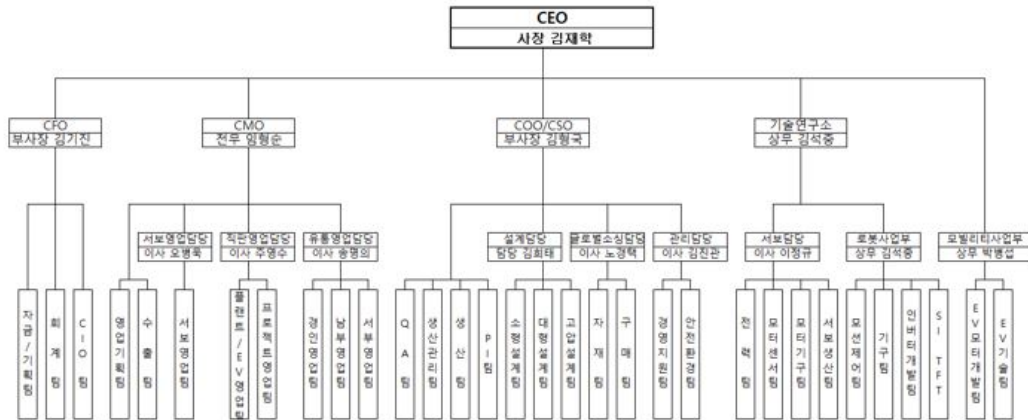 CEO
사장 김재학
CFO
부사장 김기진
CMO
전무 임형순
COO/CSO
부사장 김형국
기술연구소
상무 김석중
서보영업담당
이사 오병욱
직판영업담당
이사 주영수
유통영업담당
이사 송명의
설계담당
담당 김희태
글로벌소싱담당
이사 노경택
관리담당
이사 김진관
서보담당
이사 이정규
로봇사업부
상무 김석중
모빌리티사업부
상무 박병섭
자금/기획팀
회계팀
CIO팀
영업기획팀
수출팀
서보영업팀
플랜트/EV영업팀
프로젝트영업팀
경인영업팀
남부영업팀
서부영업팀
QA팀
생산관리팀
생산팀
PI팀
소형설계팀
대형설계팀
고압설계팀
자재팀
구매팀
경영지원팀
안전환경팀
전력팀
모터센서팀
모터기구팀
서보생산팀
모션제어팀
기구팀
인버터개발팀
SI TFT
EV모터개발팀
EV기술팀